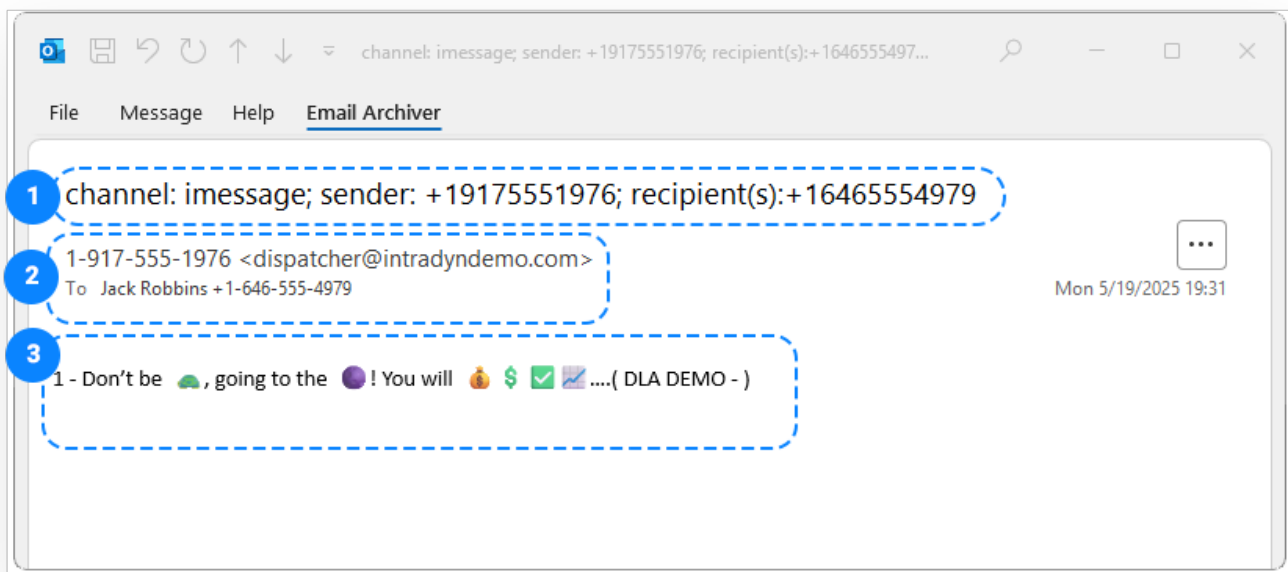 channel: imessage; sender: +19175551976; recipient(s):+1646555497...
File Message Help Email Archiver
1
channel: imessage; sender: +19175551976; recipient(s):+16465554979
2
1-917-555-1976 <dispatcher@intradyndemo.com>
To Jack Robbins +1-646-555-4979
Mon 5/19/2025 19:31
3
1 - Don't be 🐢, going to the 🌑! You will 💰 💲 ✅ 📈 ....( DLA DEMO - )